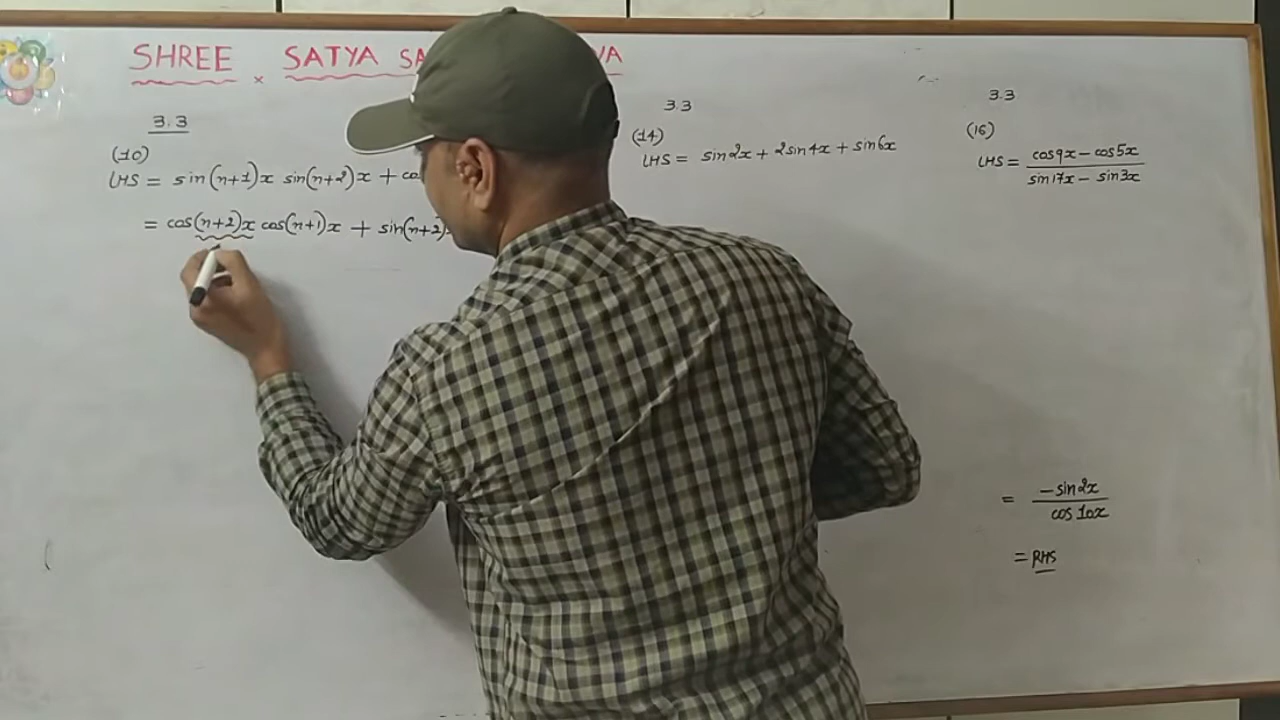 SHREE SATYA
3.3
(10)
LHS = sin(n+1)x sin(n+2)x +
= cos(n+2)x cos(n+1)x + sin(n+2)
3.3
(14)
LHS = sin2x + 2sin4x + sin6x
3.3
(16)
LHS = cos9x - cos5x
sin17x - sin3x
= -sin2x
cos10x
= RHS